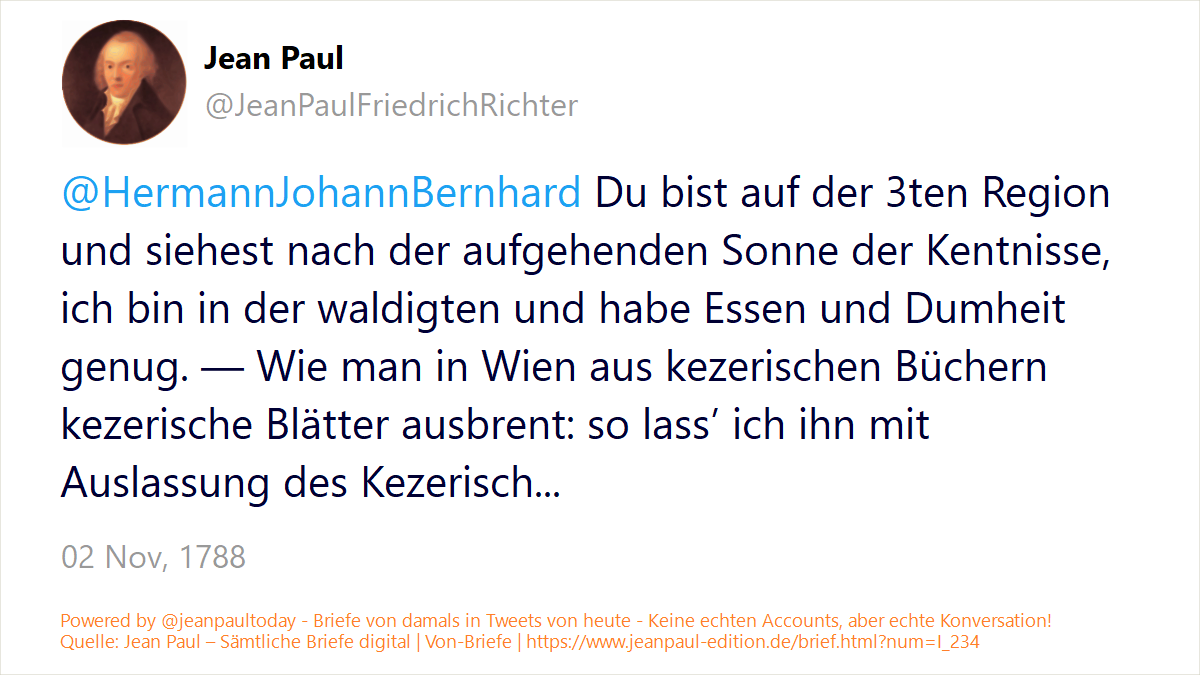 Jean Paul
@JeanPaulFriedrichRichter
@HermannJohannBernhard Du bist auf der 3ten Region
und siehest nach der aufgehenden Sonne der Kentnisse,
ich bin in der waldigten und habe Essen und Dumheit
genug. — Wie man in Wien aus kezerischen Büchern
kezerische Blätter ausbrent: so lass’ ich ihn mit
Auslassung des Kezerisch...
02 Nov, 1788
Powered by @jeanpaultoday - Briefe von damals in Tweets von heute - Keine echten Accounts, aber echte Konversation!
Quelle: Jean Paul – Sämtliche Briefe digital | Von-Briefe | https://www.jeanpaul-edition.de/brief.html?num=I_234